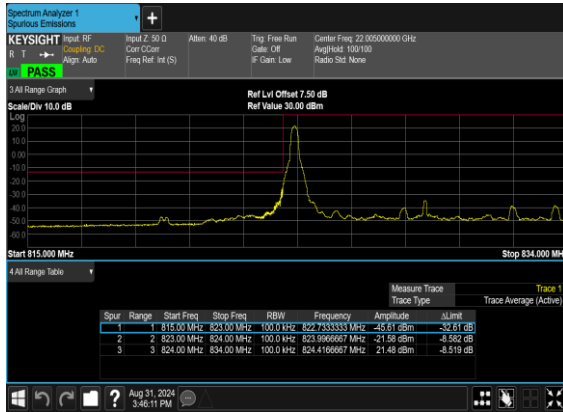 Spectrum Analyzer 1
Spurious Emissions
KEYSIGHT Input: RF Input Z: 50 Ω Atten: 40 dB Trig: Free Run Center Freq: 22.005000000 GHz
R T Coupling: DC Corr CCorr Gate: Off Avg|Hold: 100/100
Align: Auto Freq Ref: Int (S) IF Gain: Low Radio Std: None
LXI PASS
3 All Range Graph
Ref Lvl Offset 7.50 dB
Scale/Div 10.0 dB Ref Value 30.00 dBm
Log
20.0
10.0
0.00
-10.0
-20.0
-30.0
-40.0
-50.0
-60.0
Start 815.000 MHz Stop 834.000 MH
4 All Range Table
Measure Trace Trace 1
Trace Type Trace Average (Active)
Spur Range Start Freq Stop Freq RBW Frequency Amplitude ΔLimit
1 1 815.00 MHz 823.00 MHz 100.0 kHz 822.7333333 MHz -45.61 dBm -32.61 dB
2 2 823.00 MHz 824.00 MHz 100.0 kHz 823.9966667 MHz -21.58 dBm -8.582 dB
3 3 824.00 MHz 834.00 MHz 100.0 kHz 824.4166667 MHz 21.48 dBm -8.519 dB
? Aug 31, 2024
3:46:11 PM